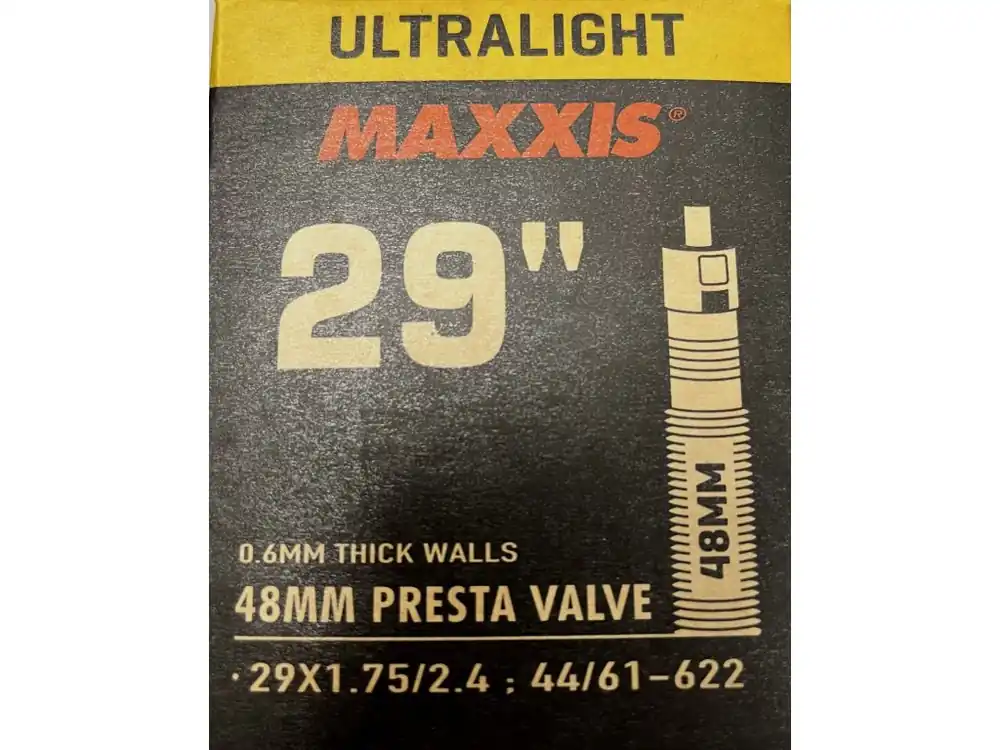 ULTRALIGHT
MAXXIS®
29"
48MM
0.6MM THICK WALLS
48MM PRESTA VALVE
·29X1.75/2.4 ; 44/61-622